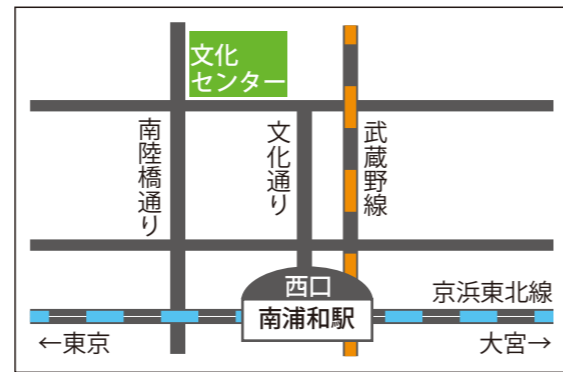 文化
センター
南陸橋通り
文化通り
武蔵野線
西口
南浦和駅
京浜東北線
←東京
大宮→